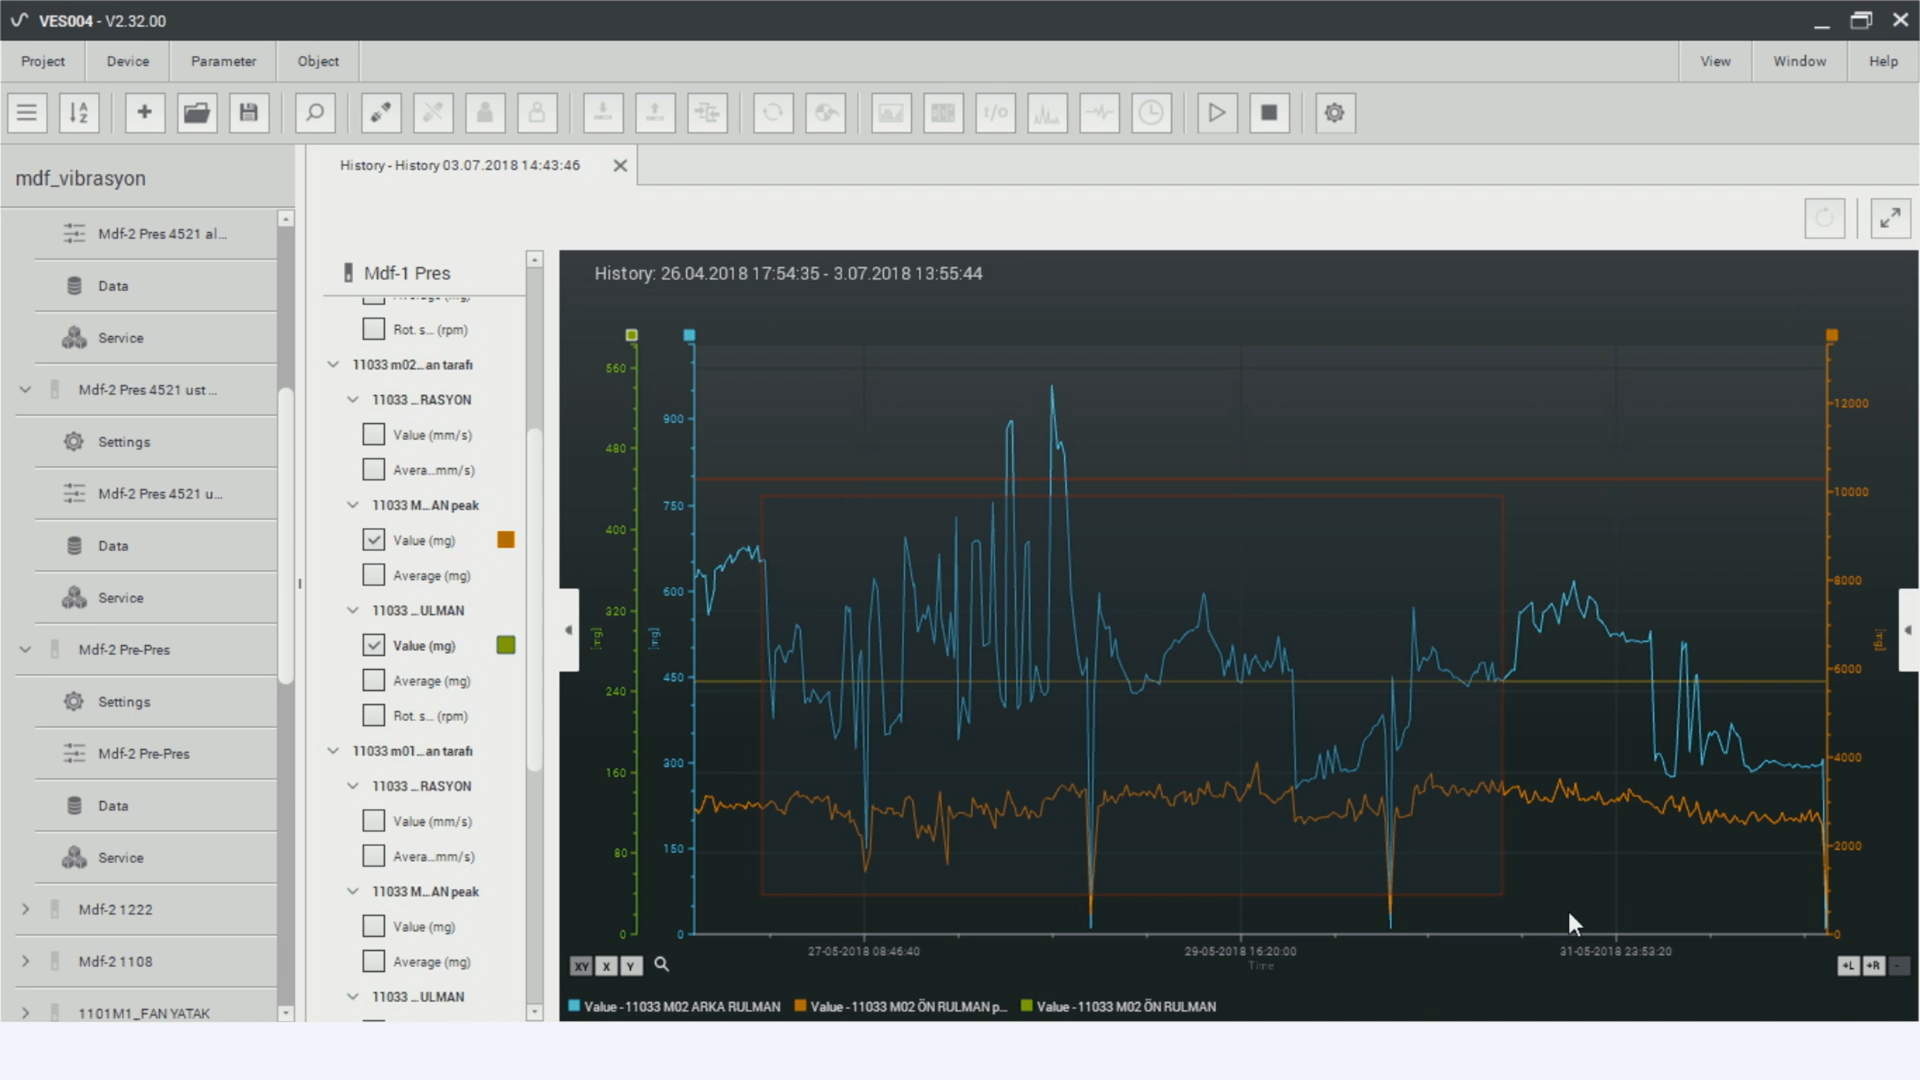 VES004 - V2.32.00
Project Device Parameter Object View Window Help
I/O
mdf_vibrasyon
Mdf-2 Pres 4521 al...
Data
Service
Mdf-2 Pres 4521 ust ...
Settings
Mdf-2 Pres 4521 u...
Data
Service
Mdf-2 Pre-Pres
Settings
Mdf-2 Pre-Pres
Data
Service
Mdf-2 1222
Mdf-2 1108
1101M1_FAN YATAK
History - History 03.07.2018 14:43:46
Mdf-1 Pres
Rot. s... (rpm)
11033 m02...an tarafı
11033 ...RASYON
Value (mm/s)
Avera...mm/s)
11033 M...AN peak
Value (mg)
Average (mg)
11033 ...ULMAN
Value (mg)
Average (mg)
Rot. s... (rpm)
11033 m01...an tarafı
11033 ...RASYON
Value (mm/s)
Avera...mm/s)
11033 M...AN peak
Value (mg)
Average (mg)
11033 ...ULMAN
History: 26.04.2018 17:54:35 - 3.07.2018 13:55:44
560
480
400
320
240
160
80
0
[mg]
900
750
600
450
300
150
0
[mg]
12000
10000
8000
6000
4000
2000
0
[mg]
27-05-2018 08:46:40 29-05-2018 16:20:00 31-05-2018 23:53:20
Time
XY X Y
+L +R -
Value - 11033 M02 ARKA RULMAN Value - 11033 M02 ÖN RULMAN p... Value - 11033 M02 ÖN RULMAN